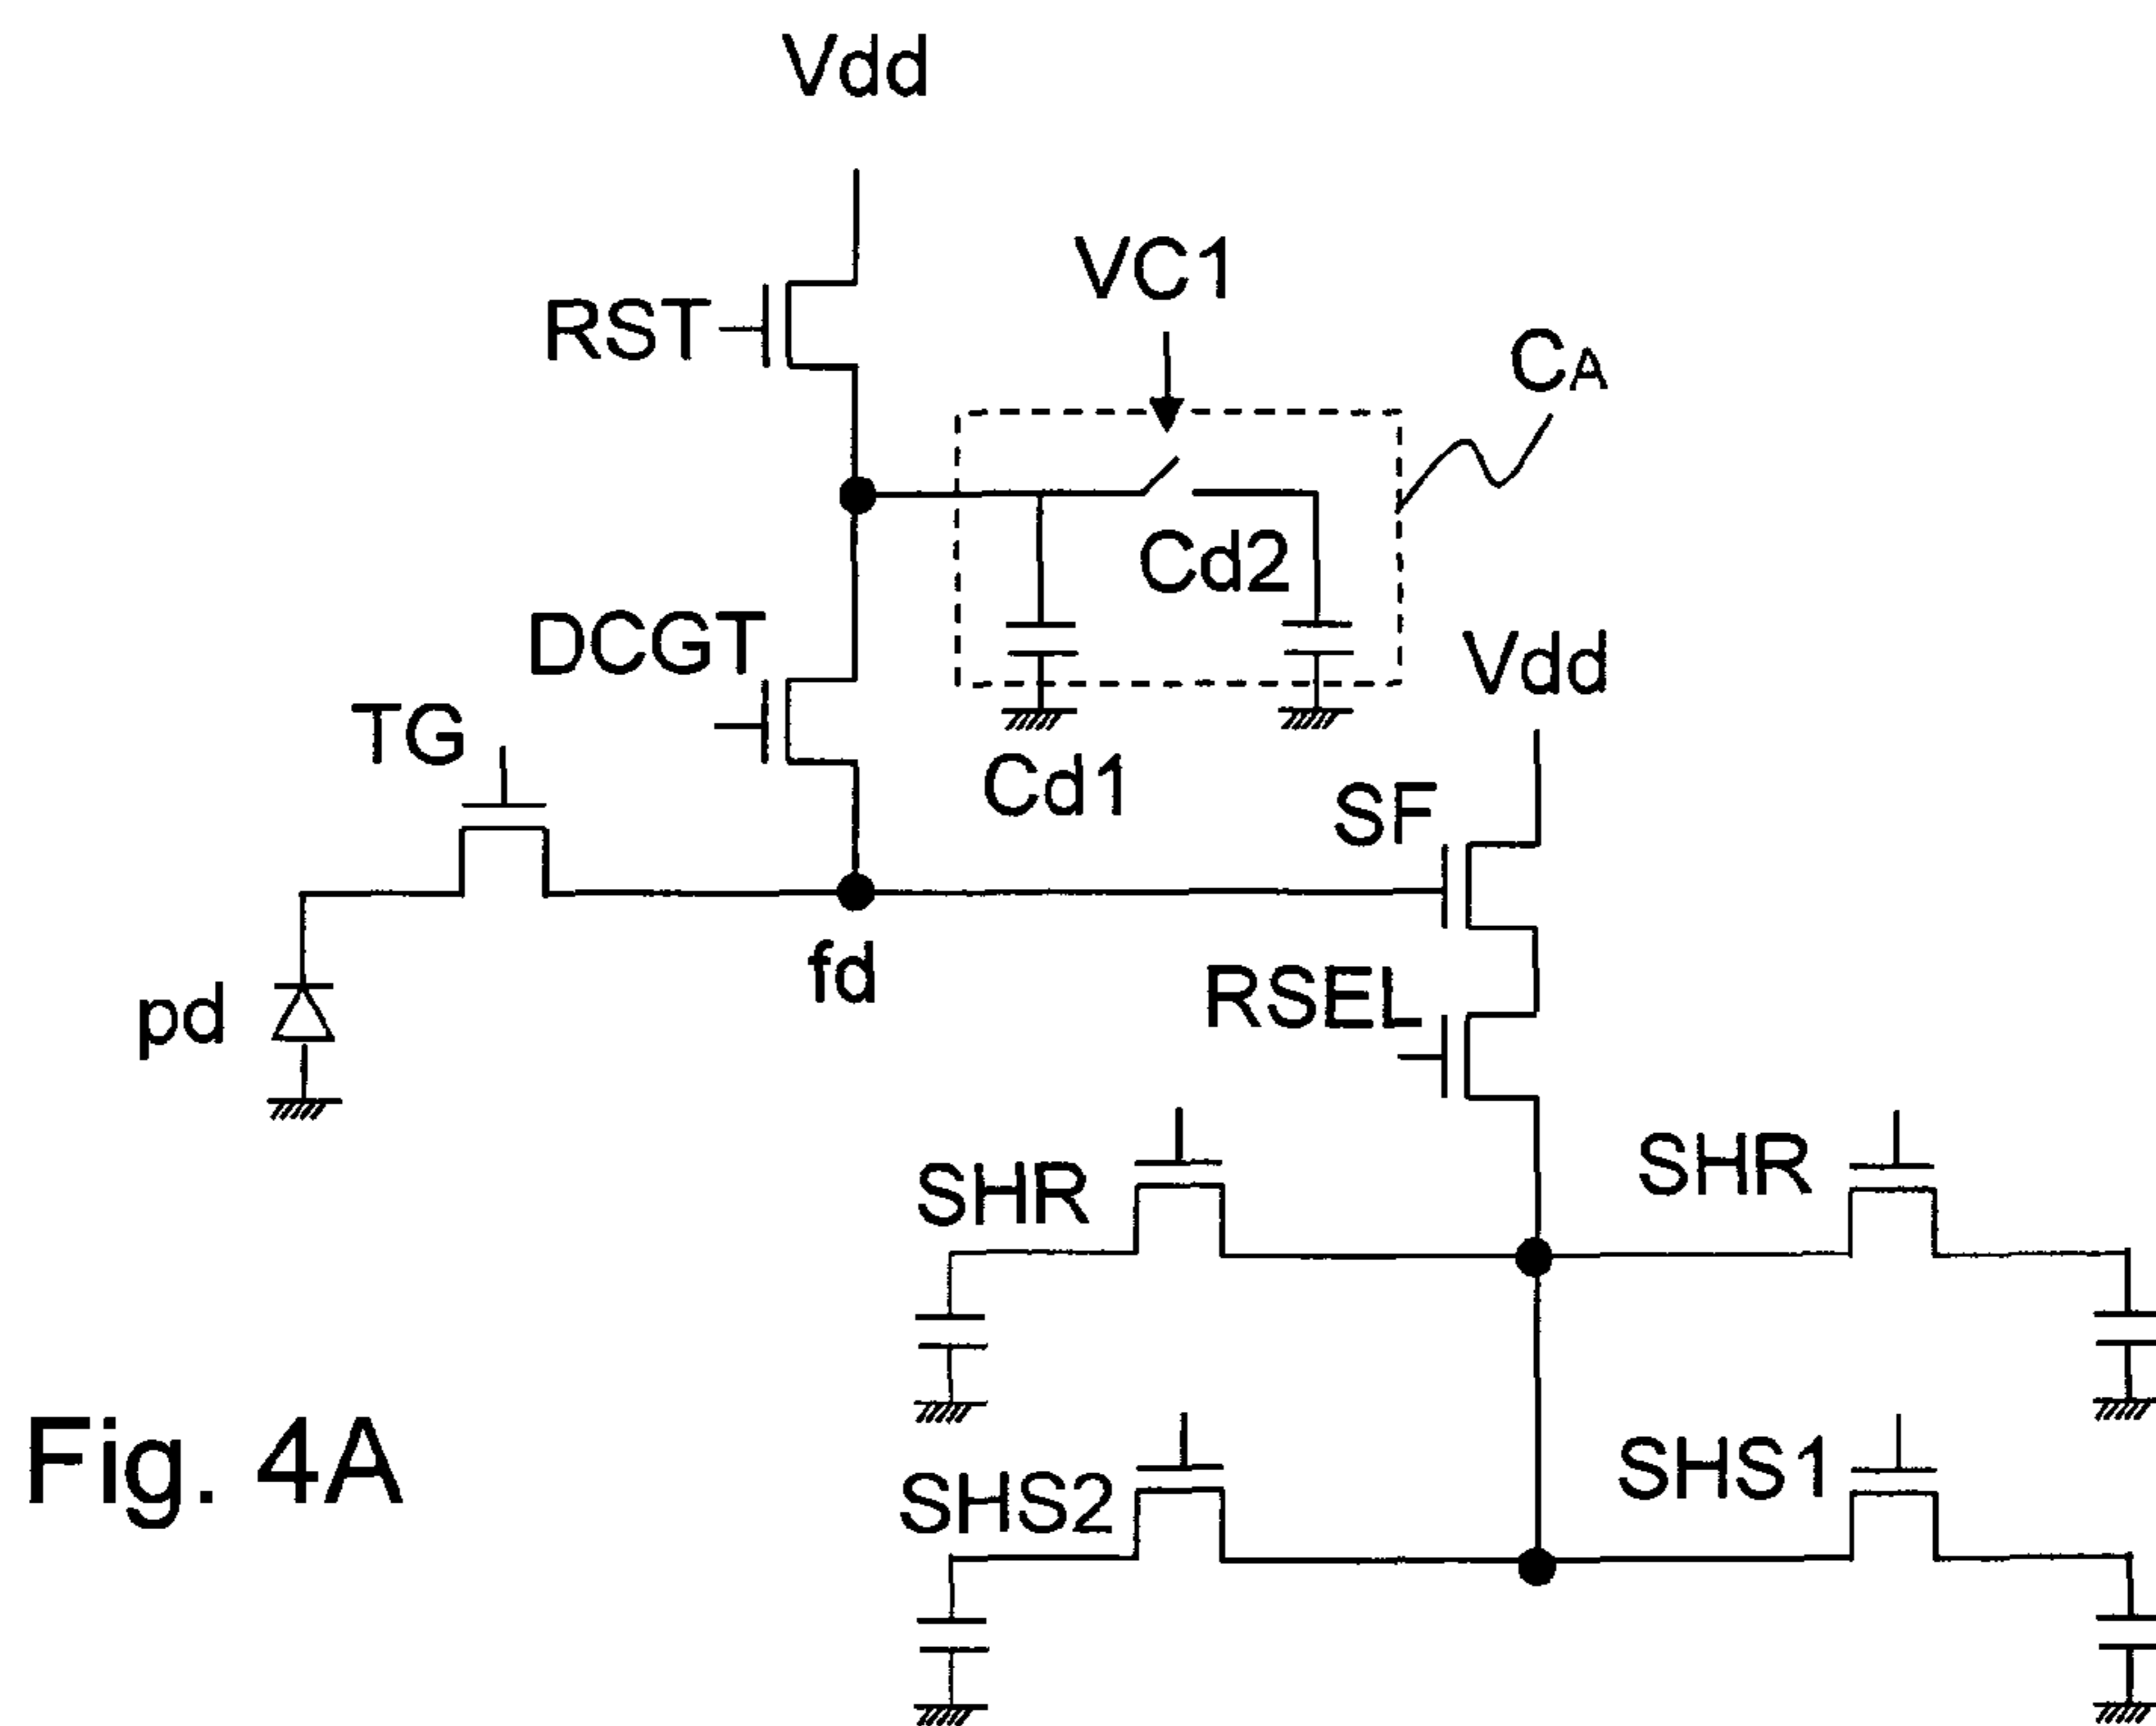 Vdd
VC1
RST
CA
DCGT
Cd2
Vdd
TG
Cd1
SF
fd
RSEL
pd
SHR
SHR
Fig. 4A
SHS2
SHS1